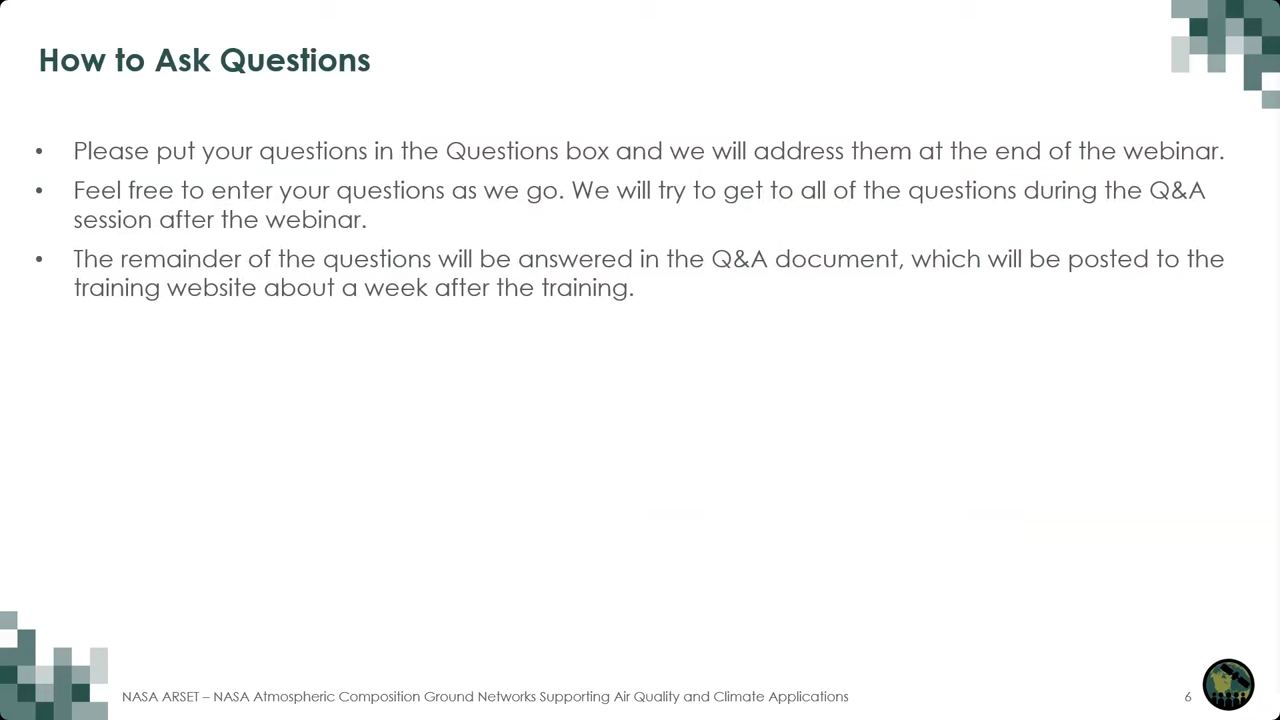 How to Ask Questions
• Please put your questions in the Questions box and we will address them at the end of the webinar.
• Feel free to enter your questions as we go. We will try to get to all of the questions during the Q&A
session after the webinar.
• The remainder of the questions will be answered in the Q&A document, which will be posted to the
training website about a week after the training.
NASA ARSET – NASA Atmospheric Composition Ground Networks Supporting Air Quality and Climate Applications
6